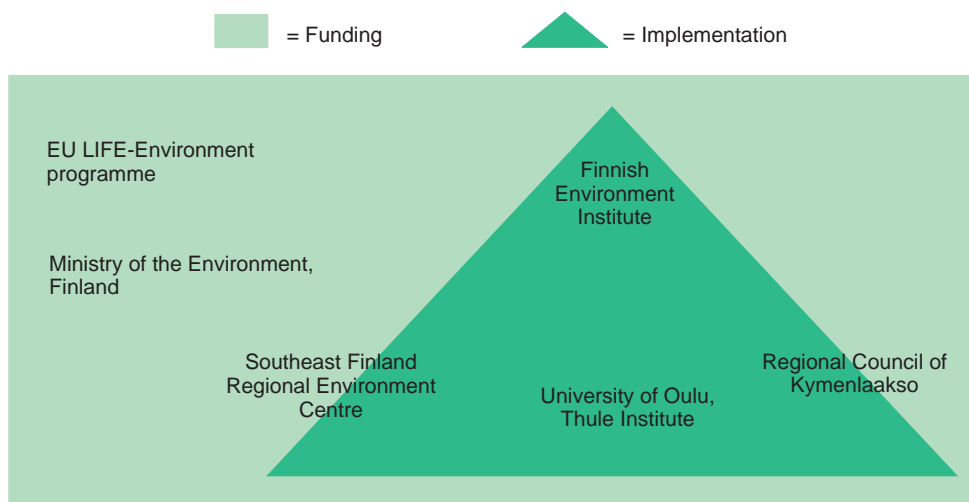 = Funding
= Implementation
EU LIFE-Environment
programme
Finnish
Environment
Institute
Ministry of the Environment,
Finland
Southeast Finland
Regional Environment
Centre
University of Oulu,
Thule Institute
Regional Council of
Kymenlaakso